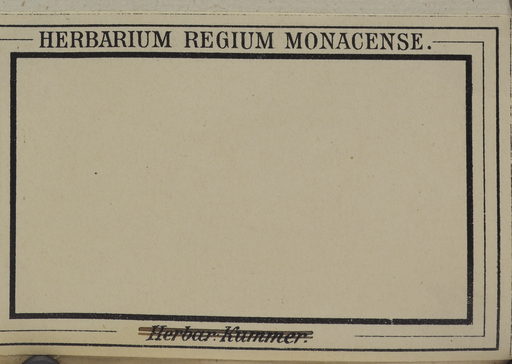 HERBARIUM REGIUM MONACENSE.
Herbar. Kummer.